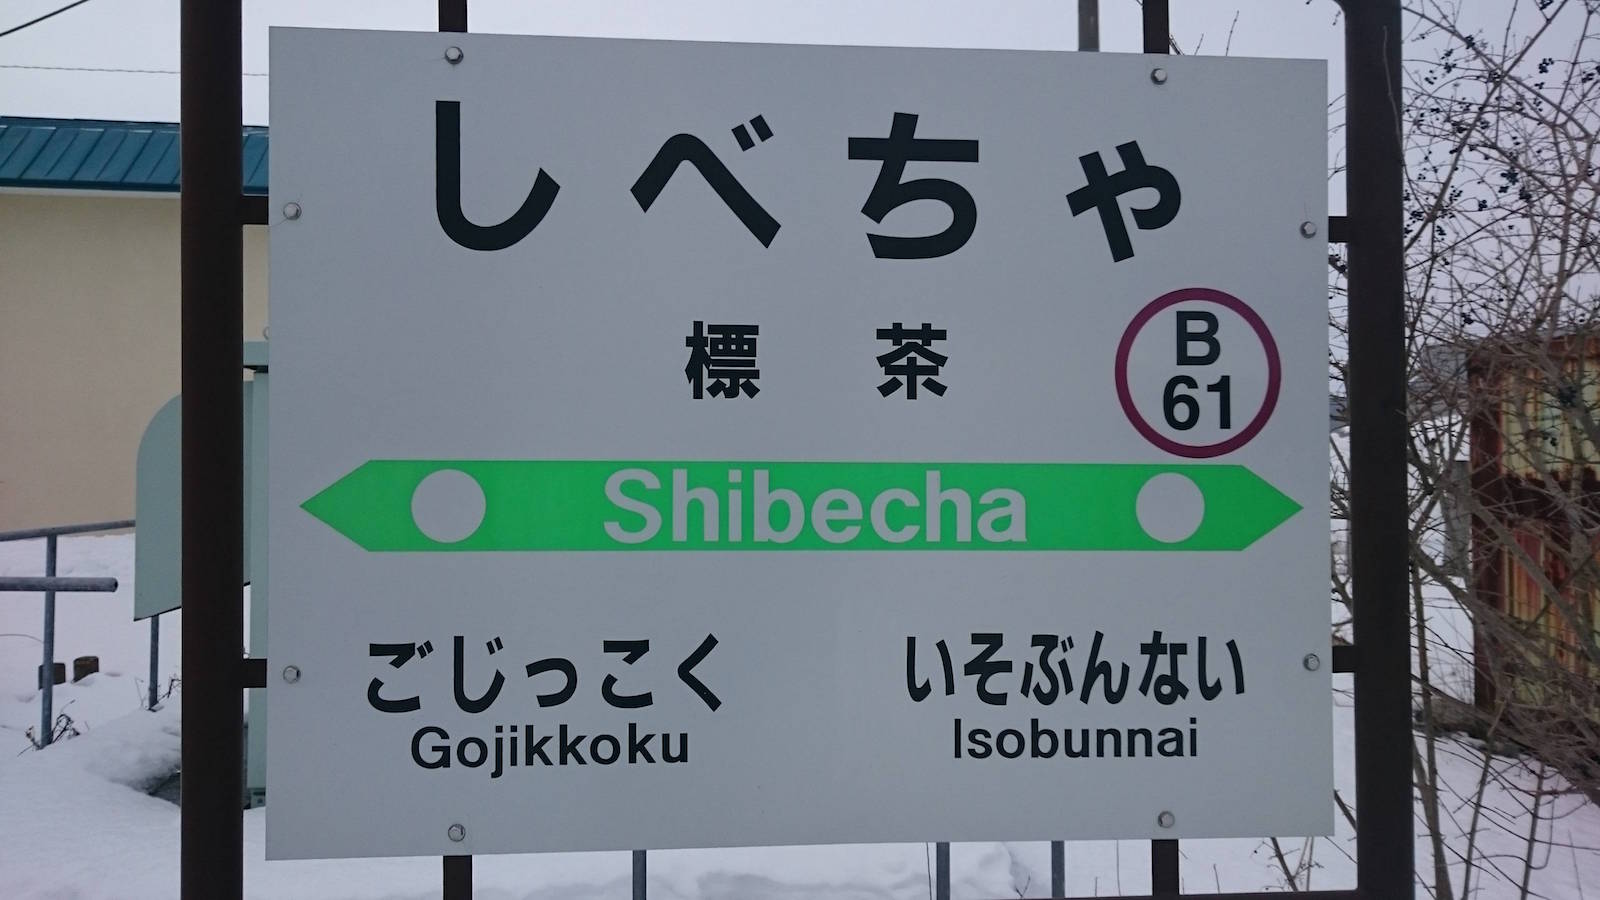 しべちゃ
標茶
B
61
Shibecha
ごじっこく
Gojikkoku
いそぶんない
Isobunnai